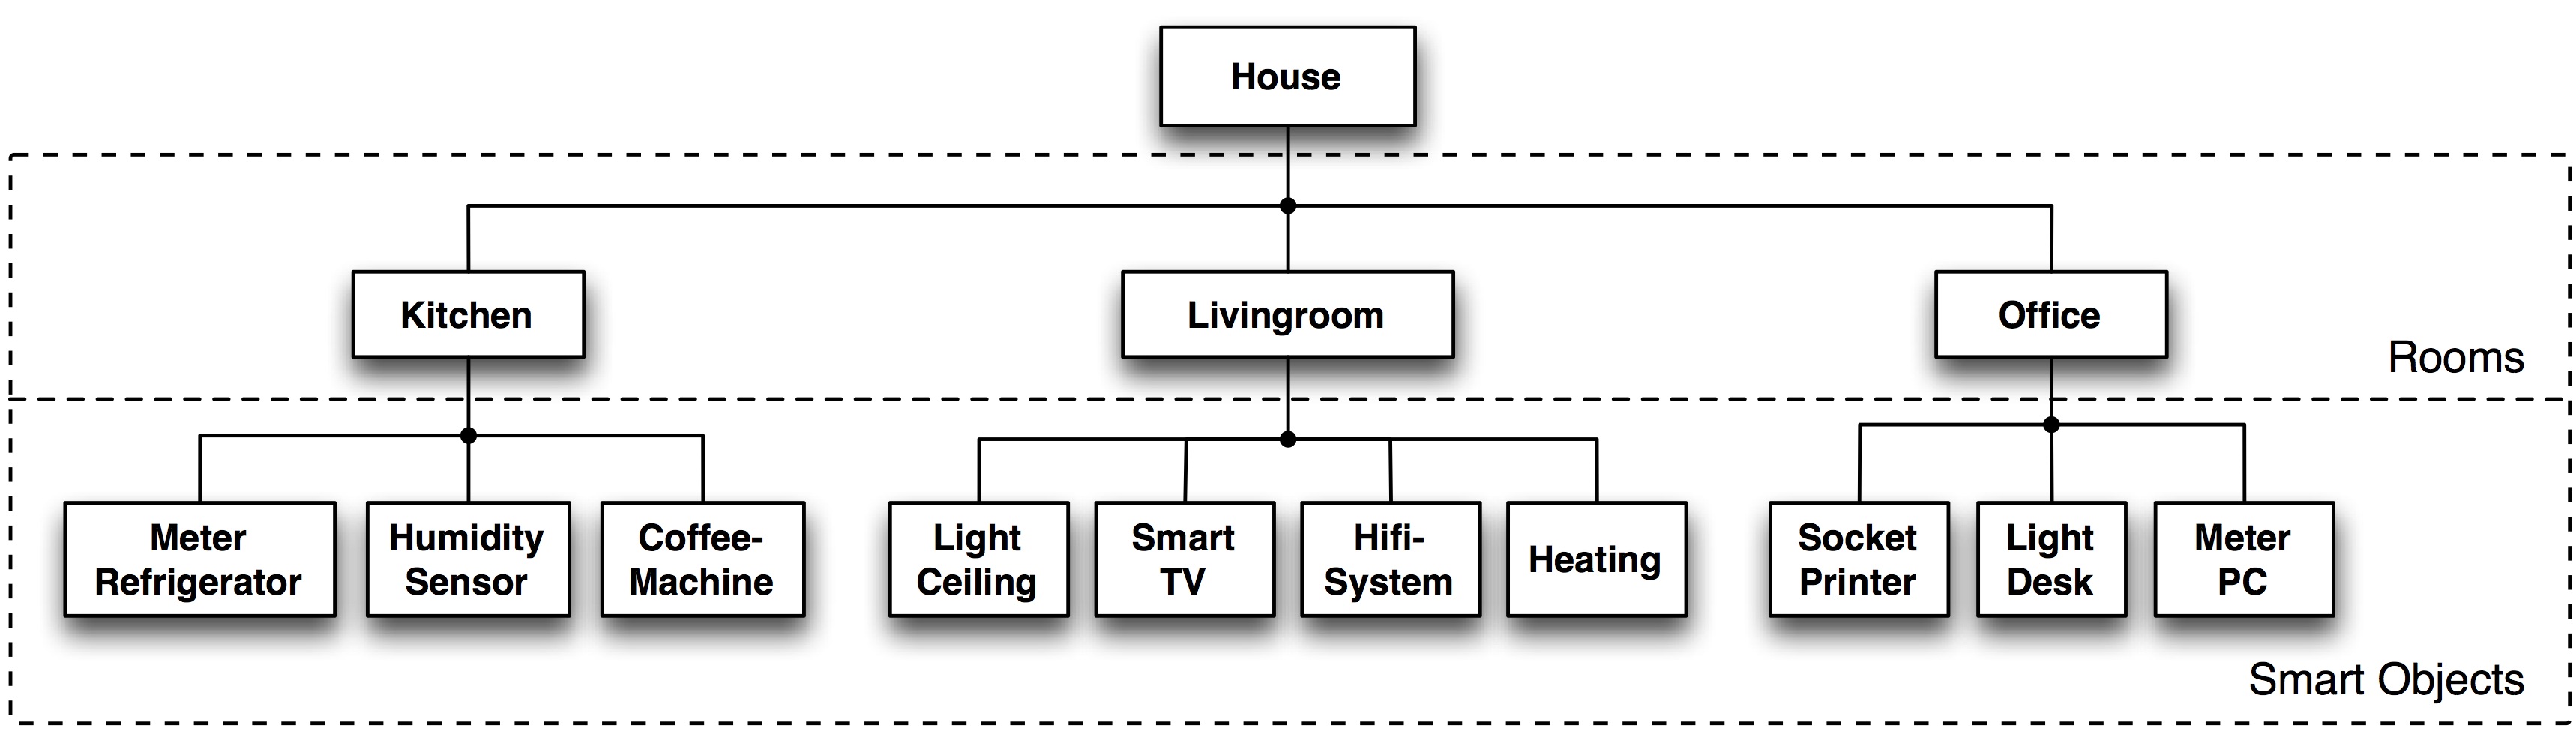 House
Kitchen
Livingroom
Office
Rooms
Meter
Refrigerator
Humidity
Sensor
Coffee-
Machine
Light
Ceiling
Smart
TV
Hifi-
System
Heating
Socket
Printer
Light
Desk
Meter
PC
Smart Objects